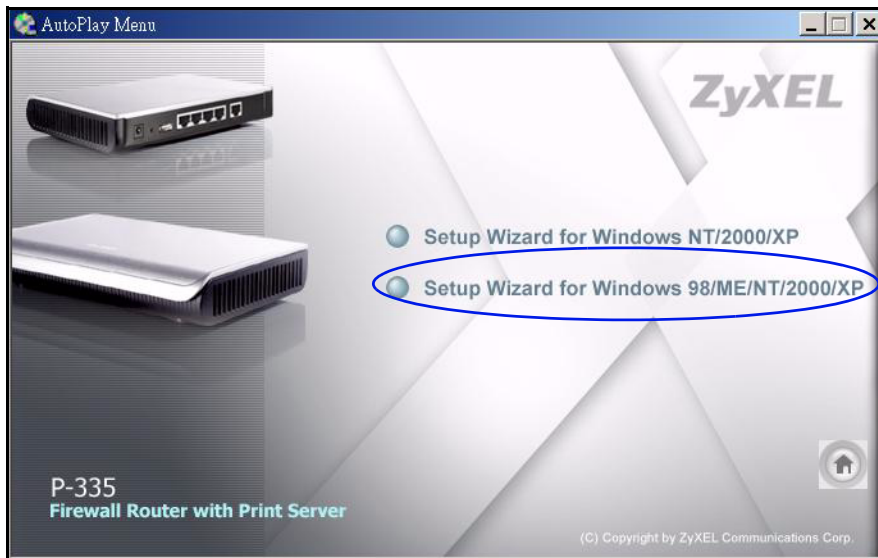 AutoPlay Menu
ZyXEL
Setup Wizard for Windows NT/2000/XP
Setup Wizard for Windows 98/ME/NT/2000/XP
P-335
Firewall Router with Print Server
(C) Copyright by ZyXEL Communications Corp.